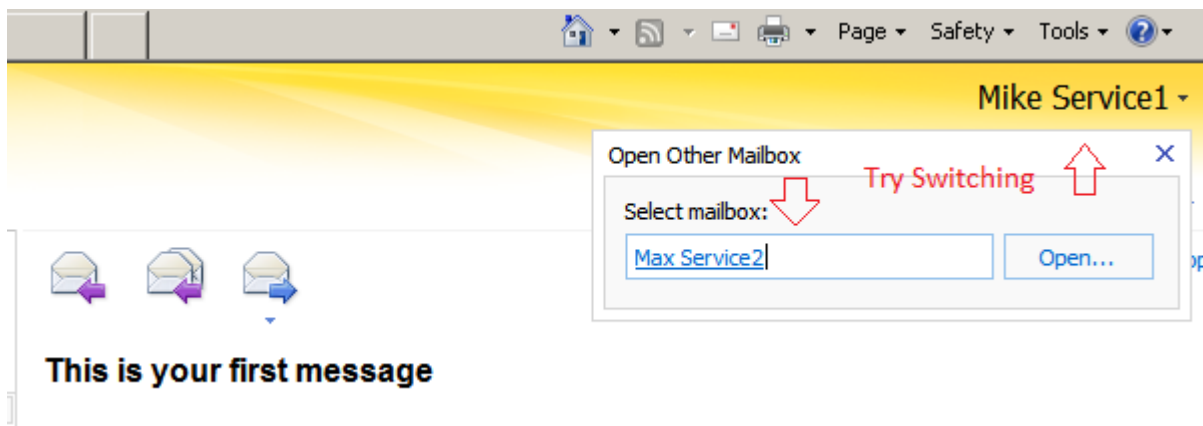 Page Safety Tools
Mike Service1
Open Other Mailbox
Try Switching
Select mailbox:
Max Service2
Open...
This is your first message